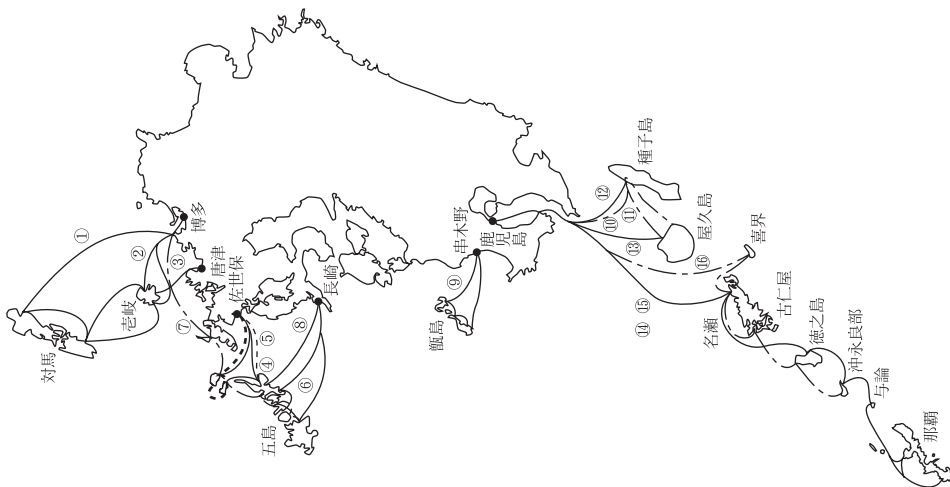 ①
②
③
⑦
④
⑤
⑥
⑧
⑨
⑩
⑪
⑫
⑬
⑭
⑮
⑯
対馬
壱岐
博多
唐津
佐世保
長崎
五島
串木野
甑島
鹿児島
種子島
屋久島
喜界
名瀬
古仁屋
徳之島
沖永良部
与論
那覇